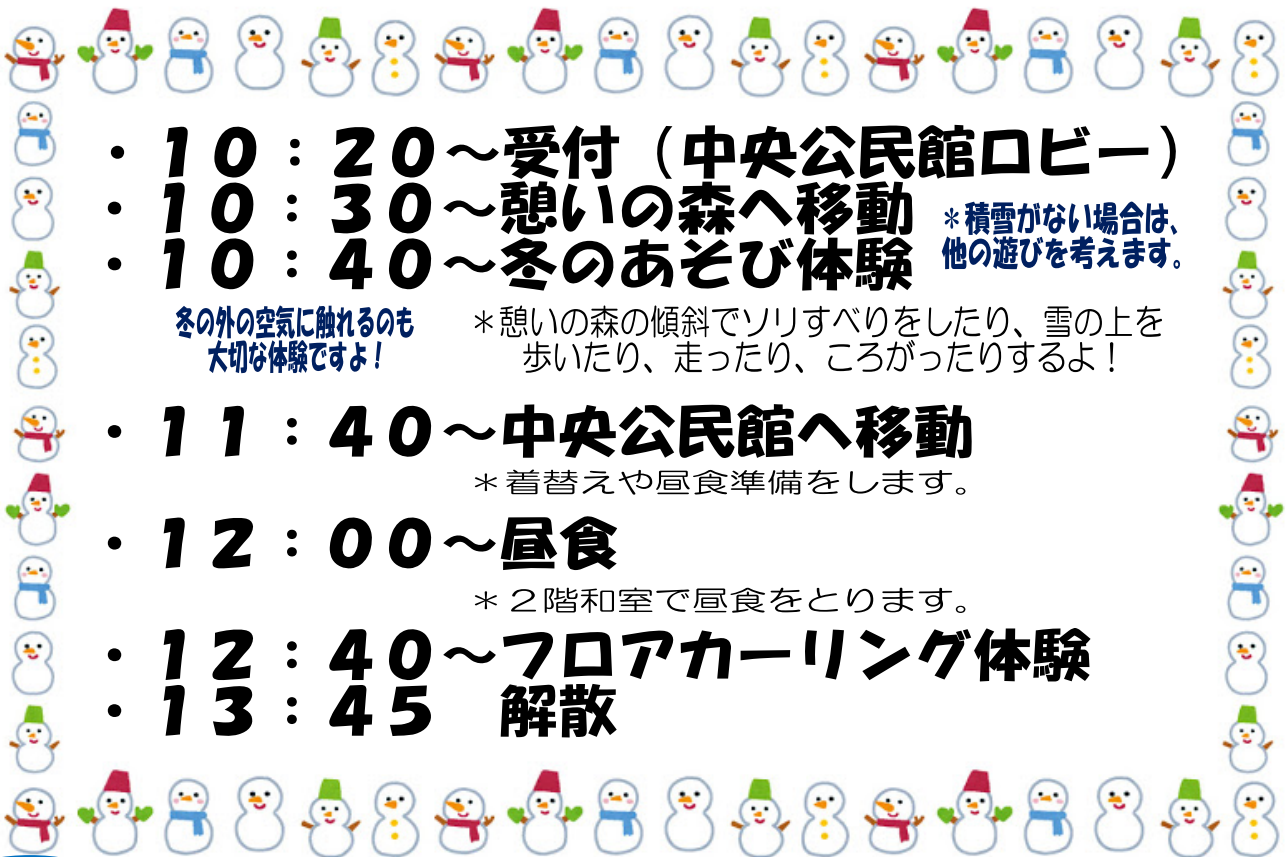 ・１０：２０～受付（中央公民館ロビー）
・１０：３０～憩いの森へ移動
＊積雪がない場合は、
他の遊びを考えます。
・１０：４０～冬のあそび体験
冬の外の空気に触れるのも
大切な体験ですよ！
＊憩いの森の傾斜でソリすべりをしたり、雪の上を
歩いたり、走ったり、ころがったりするよ！
・１１：４０～中央公民館へ移動
＊着替えや昼食準備をします。
・１２：００～昼食
＊２階和室で昼食をとります。
・１２：４０～フロアカーリング体験
・１３：４５　解散